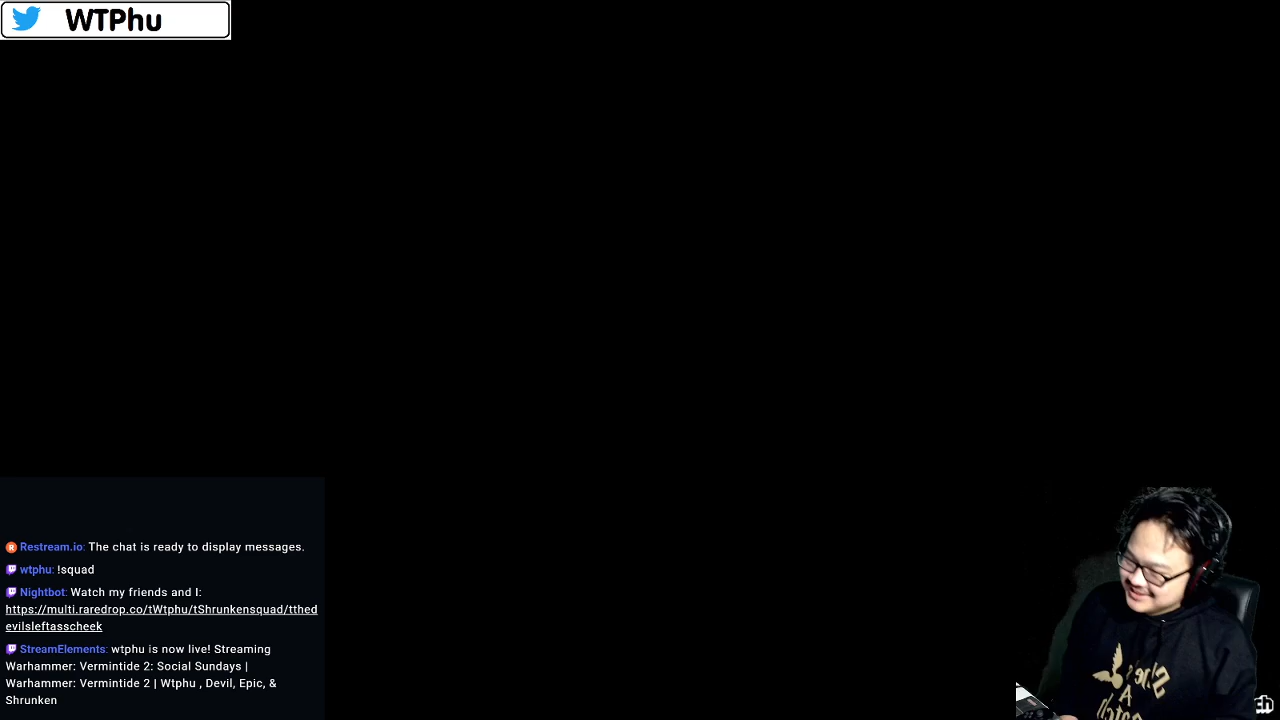 WTPhu
Restream.io: The chat is ready to display messages.
wtphu: !squad
Nightbot: Watch my friends and I:
https://multi.raredrop.co/tWtphu/tShrunkensquad/tthed
evilsleftasscheek
StreamElements: wtphu is now live! Streaming
Warhammer: Vermintide 2: Social Sundays |
Warhammer: Vermintide 2 | Wtphu , Devil, Epic, &
Shrunken
A